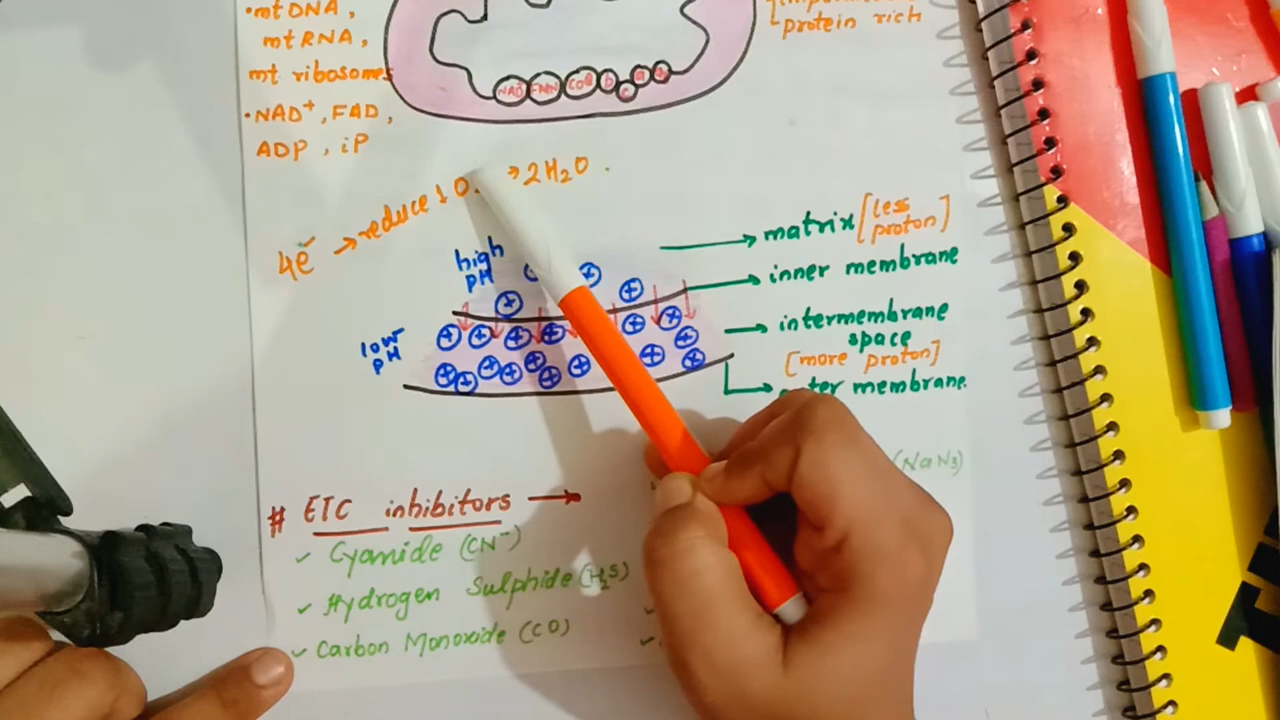 •mtDNA,
mtRNA,
mt ribosomes
•NAD⁺, FAD,
ADP, iP
protein rich
NAD FMN COQ b c a
4e⁻ → reduce 1 O. → 2H₂O.
high
pH
low
pH
matrix [less
proton]
inner membrane
intermembrane
space
[more proton]
outer membrane
(NaN₃)
# ETC inhibitors →
✓ Cyanide (CN⁻)
✓ Hydrogen Sulphide (H₂S)
✓ Carbon Monoxide (CO)